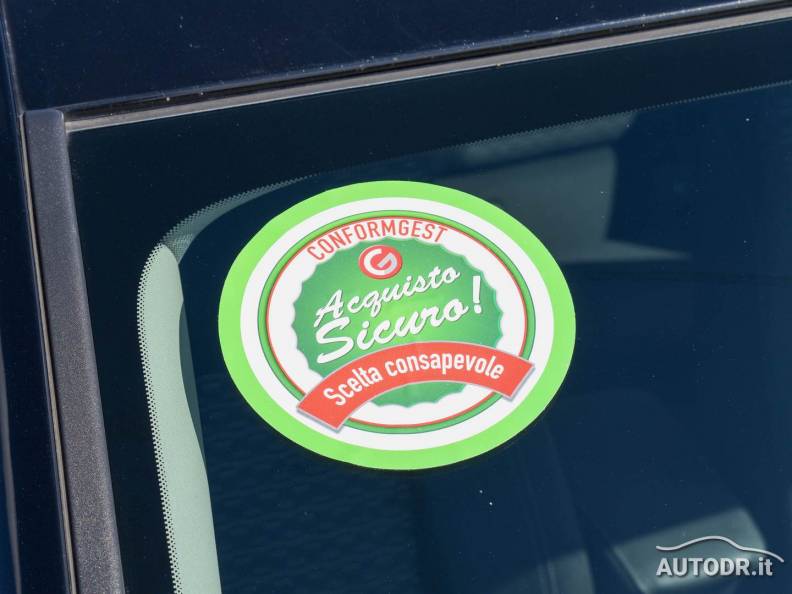 CONFORMGEST
G
Acquisto
Sicuro!
Scelta consapevole
AUTODR.it